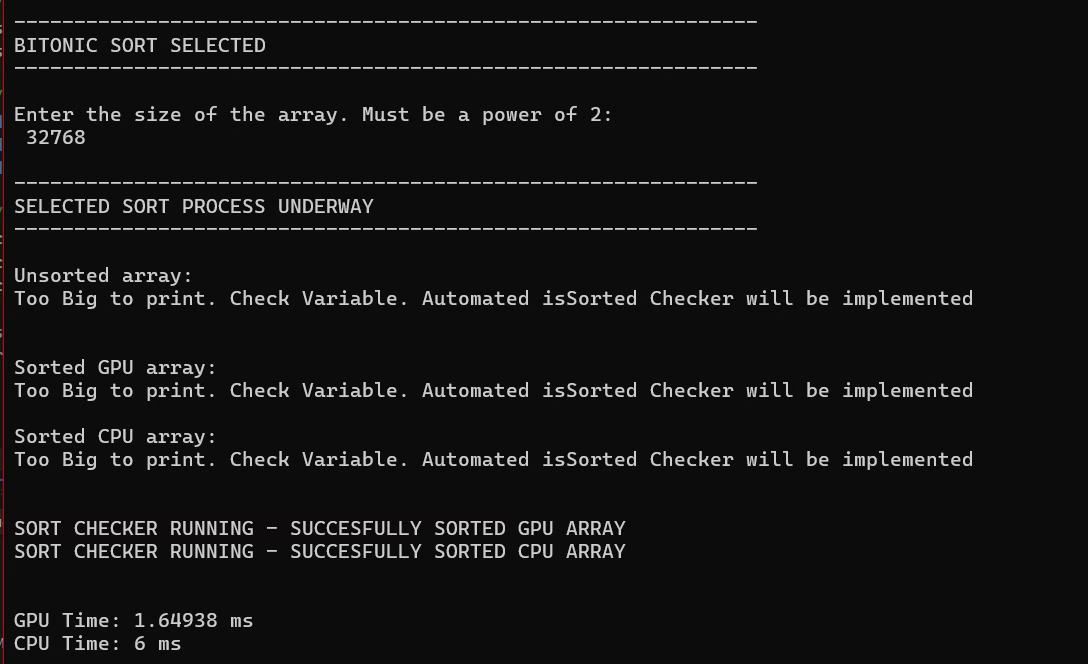 --------------------------------------------------------------
BITONIC SORT SELECTED
--------------------------------------------------------------
Enter the size of the array. Must be a power of 2:
32768
--------------------------------------------------------------
SELECTED SORT PROCESS UNDERWAY
--------------------------------------------------------------
Unsorted array:
Too Big to print. Check Variable. Automated isSorted Checker will be implemented
Sorted GPU array:
Too Big to print. Check Variable. Automated isSorted Checker will be implemented
Sorted CPU array:
Too Big to print. Check Variable. Automated isSorted Checker will be implemented
SORT CHECKER RUNNING - SUCCESFULLY SORTED GPU ARRAY
SORT CHECKER RUNNING - SUCCESFULLY SORTED CPU ARRAY
GPU Time: 1.64938 ms
CPU Time: 6 ms